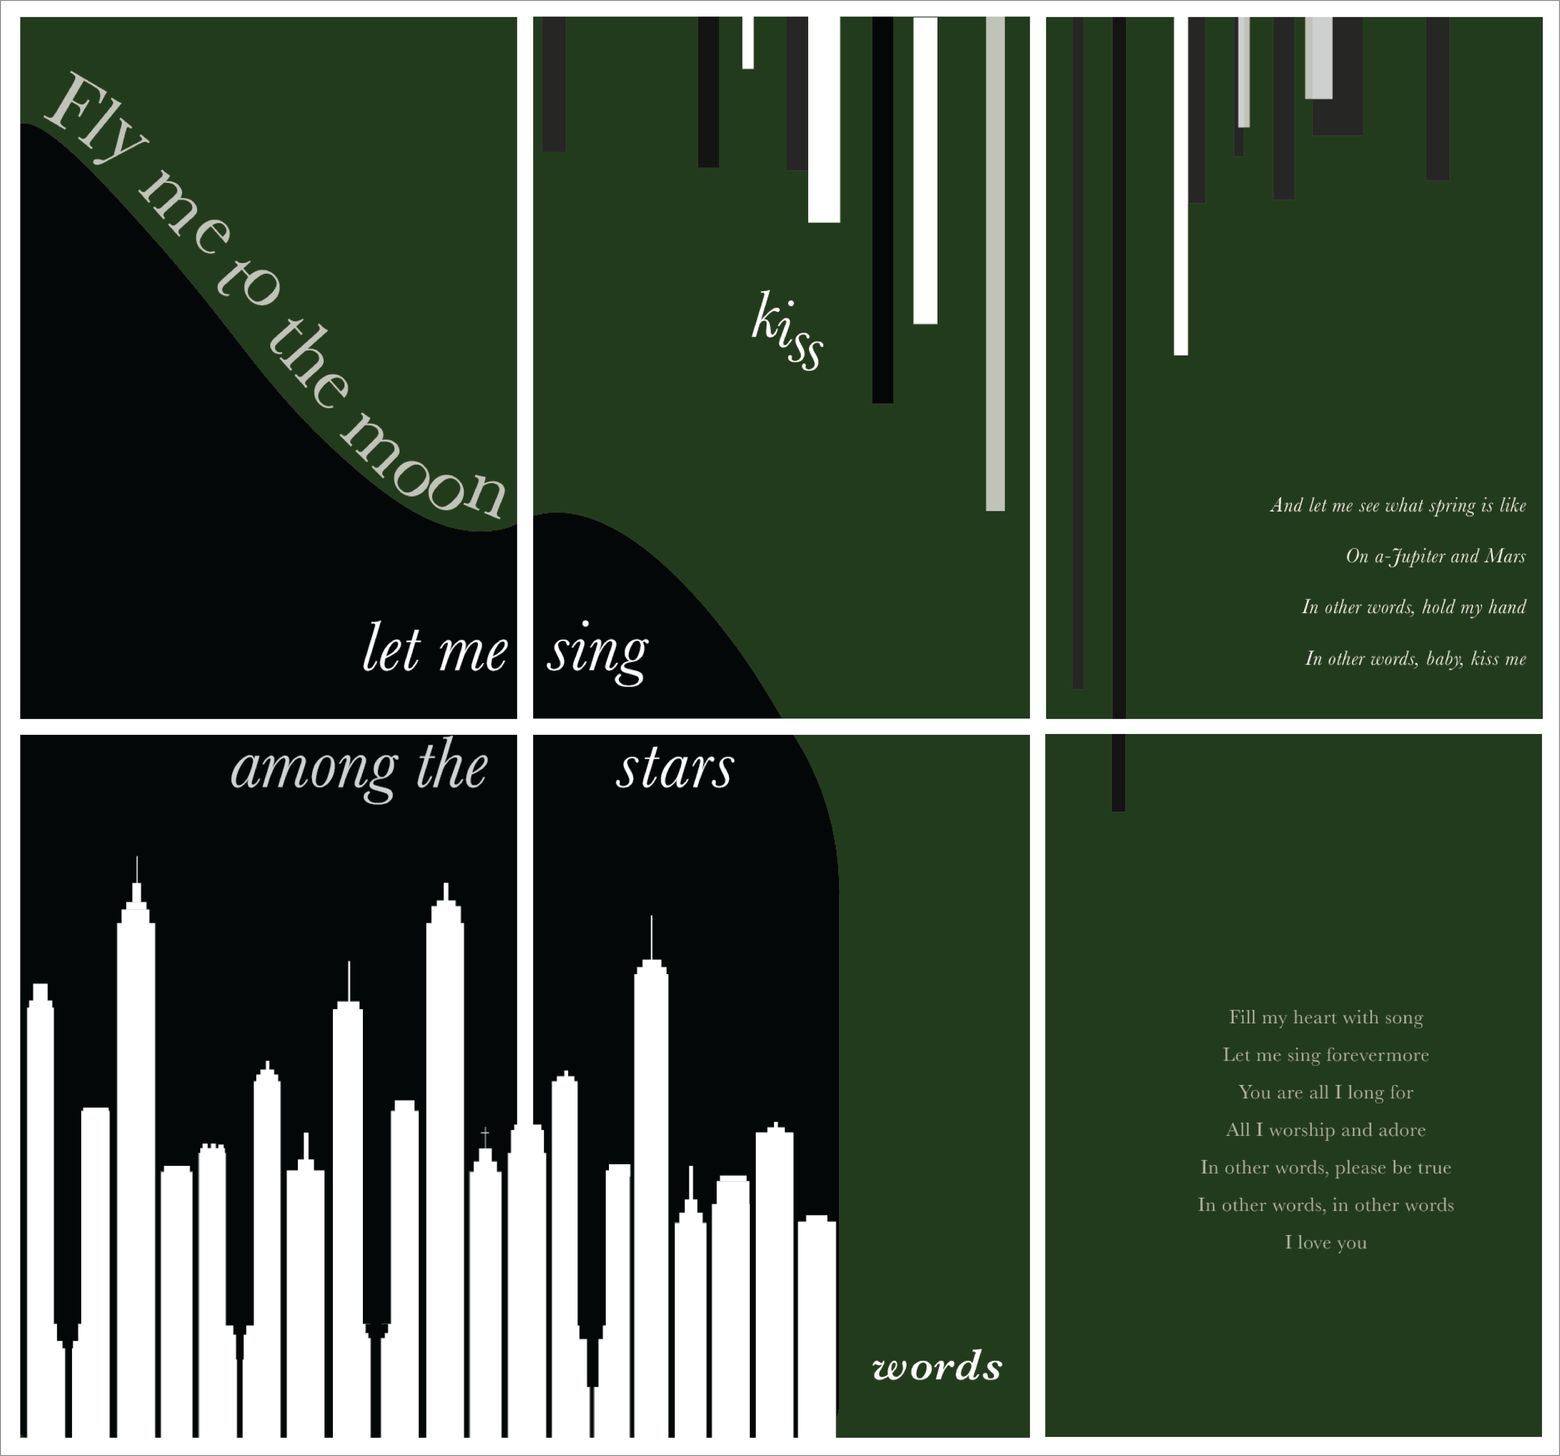 Fly me to the moon
let me sing
kiss
And let me see what spring is like
On a-Jupiter and Mars
In other words, hold my hand
In other words, baby, kiss me
among the stars
words
Fill my heart with song
Let me sing forevermore
You are all I long for
All I worship and adore
In other words, please be true
In other words, in other words
I love you